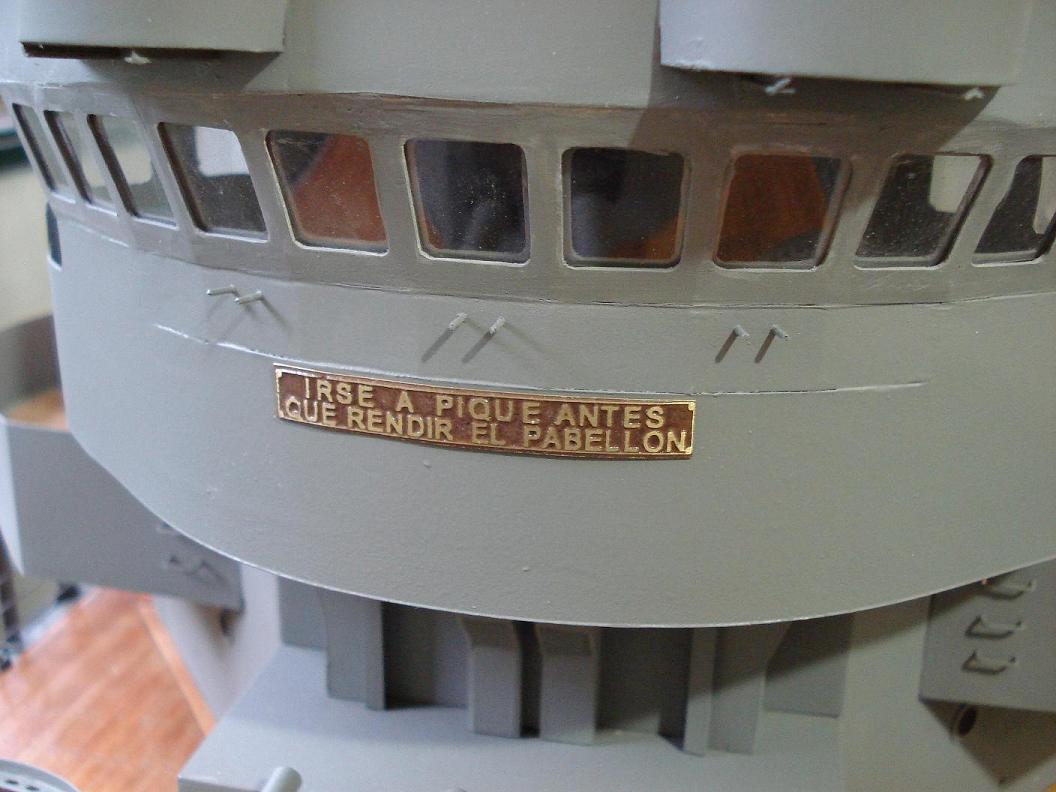 IRSE A PIQUE ANTES
QUE RENDIR EL PABELLON